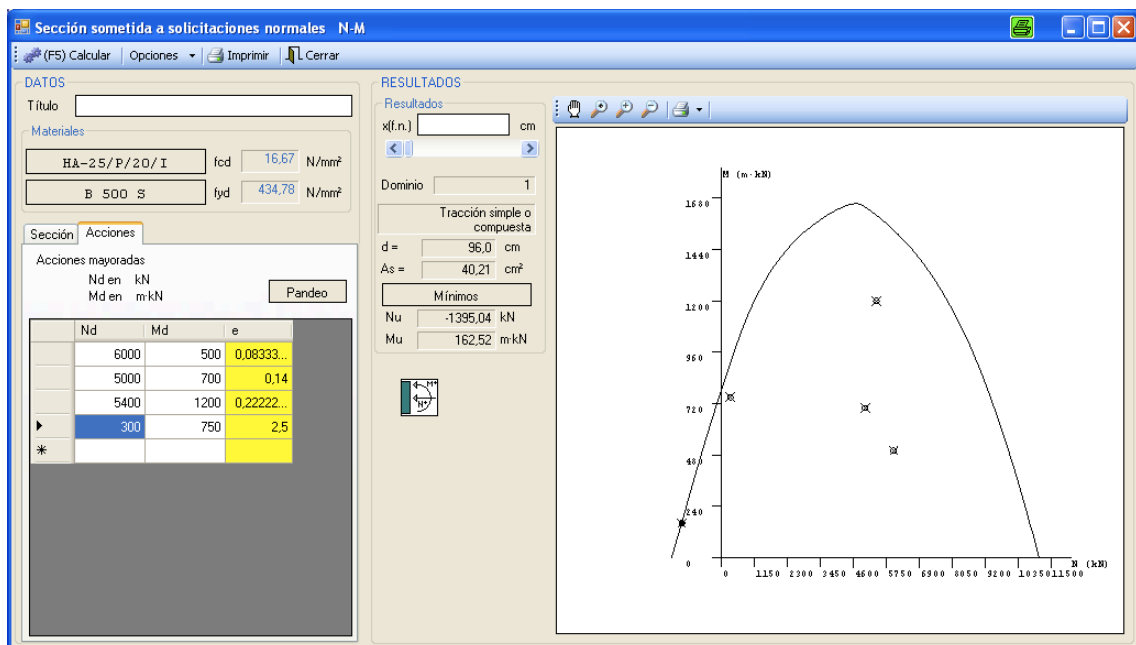 Sección sometida a solicitaciones normales N-M
(F5) Calcular Opciones Imprimir Cerrar
DATOS
Título
Materiales
HA-25/P/20/I fcd 16,67 N/mm²
B 500 S fyd 434,78 N/mm²
Sección Acciones
Acciones mayoradas
Nd en kN
Md en m·kN
Pandeo
Nd Md e
6000 500 0,08333...
5000 700 0,14
5400 1200 0,22222...
300 750 2,5
RESULTADOS
Resultados
x(f.n.) cm
Dominio 1
Tracción simple o
compuesta
d = 96,0 cm
As = 40,21 cm²
Mínimos
Nu -1395,04 kN
Mu 162,52 m·kN
M+
N+
M (m·kN)
1680
1440
1200
960
720
480
240
0
N (kN)
0 1150 2300 3450 4600 5750 6900 8050 9200 10350 11500